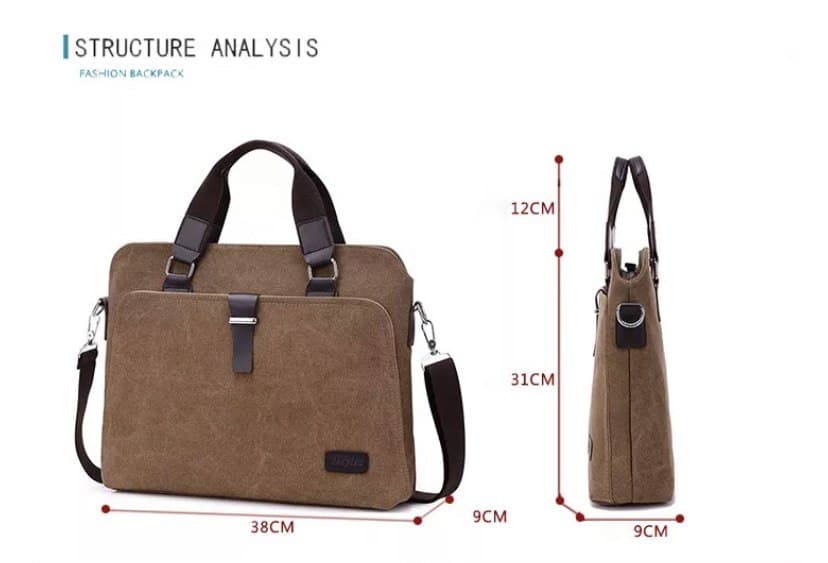 STRUCTURE ANALYSIS
FASHION BACKPACK
12CM
31CM
38CM
9CM
9CM